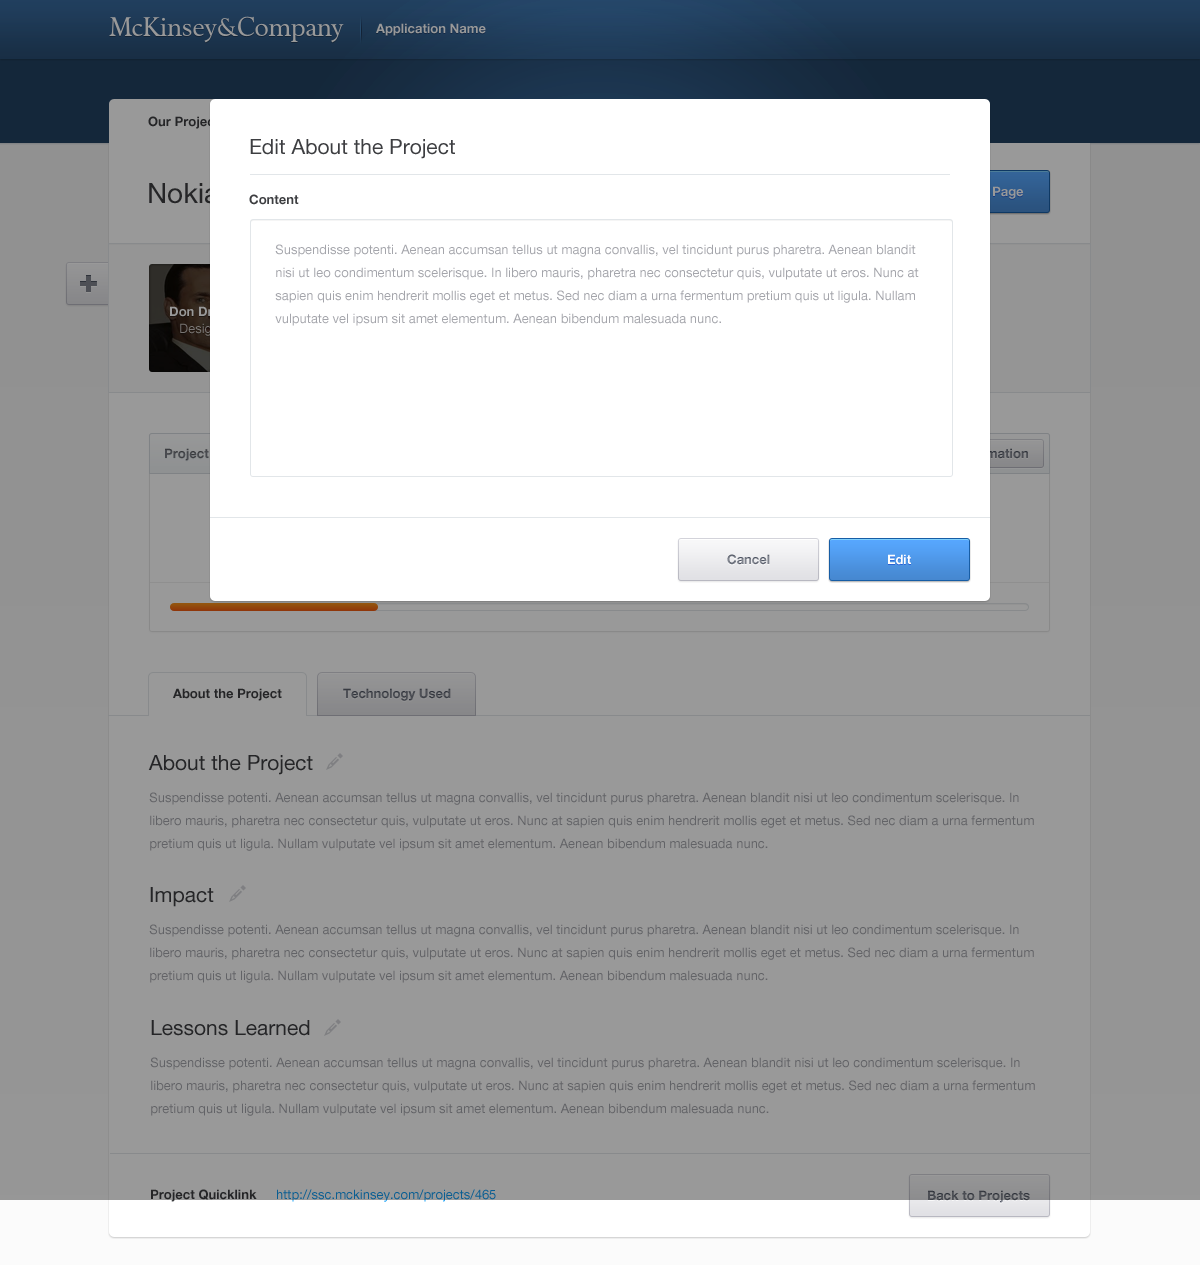 McKinsey&Company
Application Name
Our
Edit About the Project
Page
Content
Suspendisse potenti. Aenean accumsan tellus ut magna convallis, vel tincidunt purus pharetra. Aenean blandit
nisi ut leo condimentum scelerisque. In libero mauris, pharetra nec consectetur quis, vulputate ut eros. Nunc at
sapien quis enim hendrerit mollis eget et metus. Sed nec diam a urna fermentum pretium quis ut ligula. Nullam
vulputate vel ipsum sit amet elementum. Aenean bibendum malesuada nunc.
Don
Project
Cancel
Edit
About the Project
Technology Used
About the Project
Suspendisse potenti. Aenean accumsan tellus ut magna convallis, vel tincidunt purus pharetra. Aenean blandit nisi ut leo condimentum scelerisque. In
libero mauris, pharetra nec consectetur quis, vulputate ut eros. Nunc at sapien quis enim hendrerit mollis eget et metus. Sed nec diam a urna fermentum
pretium quis ut ligula. Nullam vulputate vel ipsum sit amet elementum. Aenean bibendum malesuada nunc.
Impact
Suspendisse potenti. Aenean accumsan tellus ut magna convallis, vel tincidunt purus pharetra. Aenean blandit nisi ut leo condimentum scelerisque. In
libero mauris, pharetra nec consectetur quis, vulputate ut eros. Nunc at sapien quis enim hendrerit mollis eget et metus. Sed nec diam a urna fermentum
pretium quis ut ligula. Nullam vulputate vel ipsum sit amet elementum. Aenean bibendum malesuada nunc.
Lessons Learned
Suspendisse potenti. Aenean accumsan tellus ut magna convallis, vel tincidunt purus pharetra. Aenean blandit nisi ut leo condimentum scelerisque. In
libero mauris, pharetra nec consectetur quis, vulputate ut eros. Nunc at sapien quis enim hendrerit mollis eget et metus. Sed nec diam a urna fermentum
pretium quis ut ligula. Nullam vulputate vel ipsum sit amet elementum. Aenean bibendum malesuada nunc.
Project Quicklink
http://ssc.mckinsey.com/projects/465
Back to Projects